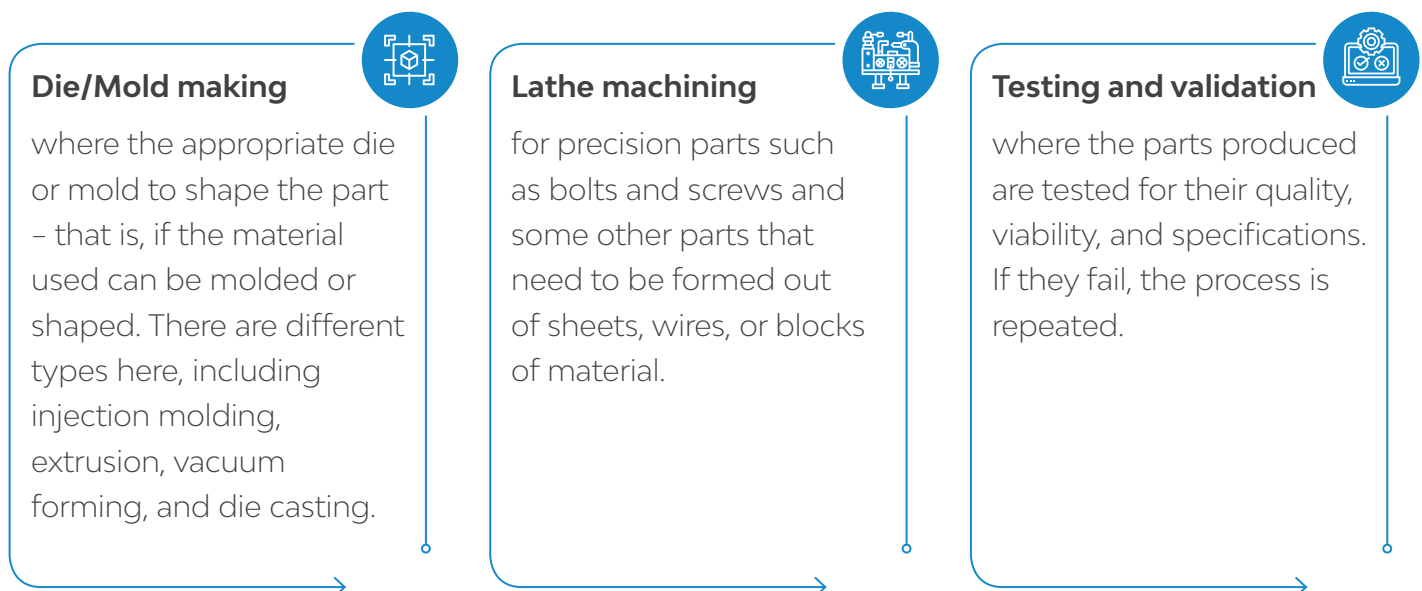 Die/Mold making
where the appropriate die
or mold to shape the part
– that is, if the material
used can be molded or
shaped. There are different
types here, including
injection molding,
extrusion, vacuum
forming, and die casting.
Lathe machining
for precision parts such
as bolts and screws and
some other parts that
need to be formed out
of sheets, wires, or blocks
of material.
Testing and validation
where the parts produced
are tested for their quality,
viability, and specifications.
If they fail, the process is
repeated.